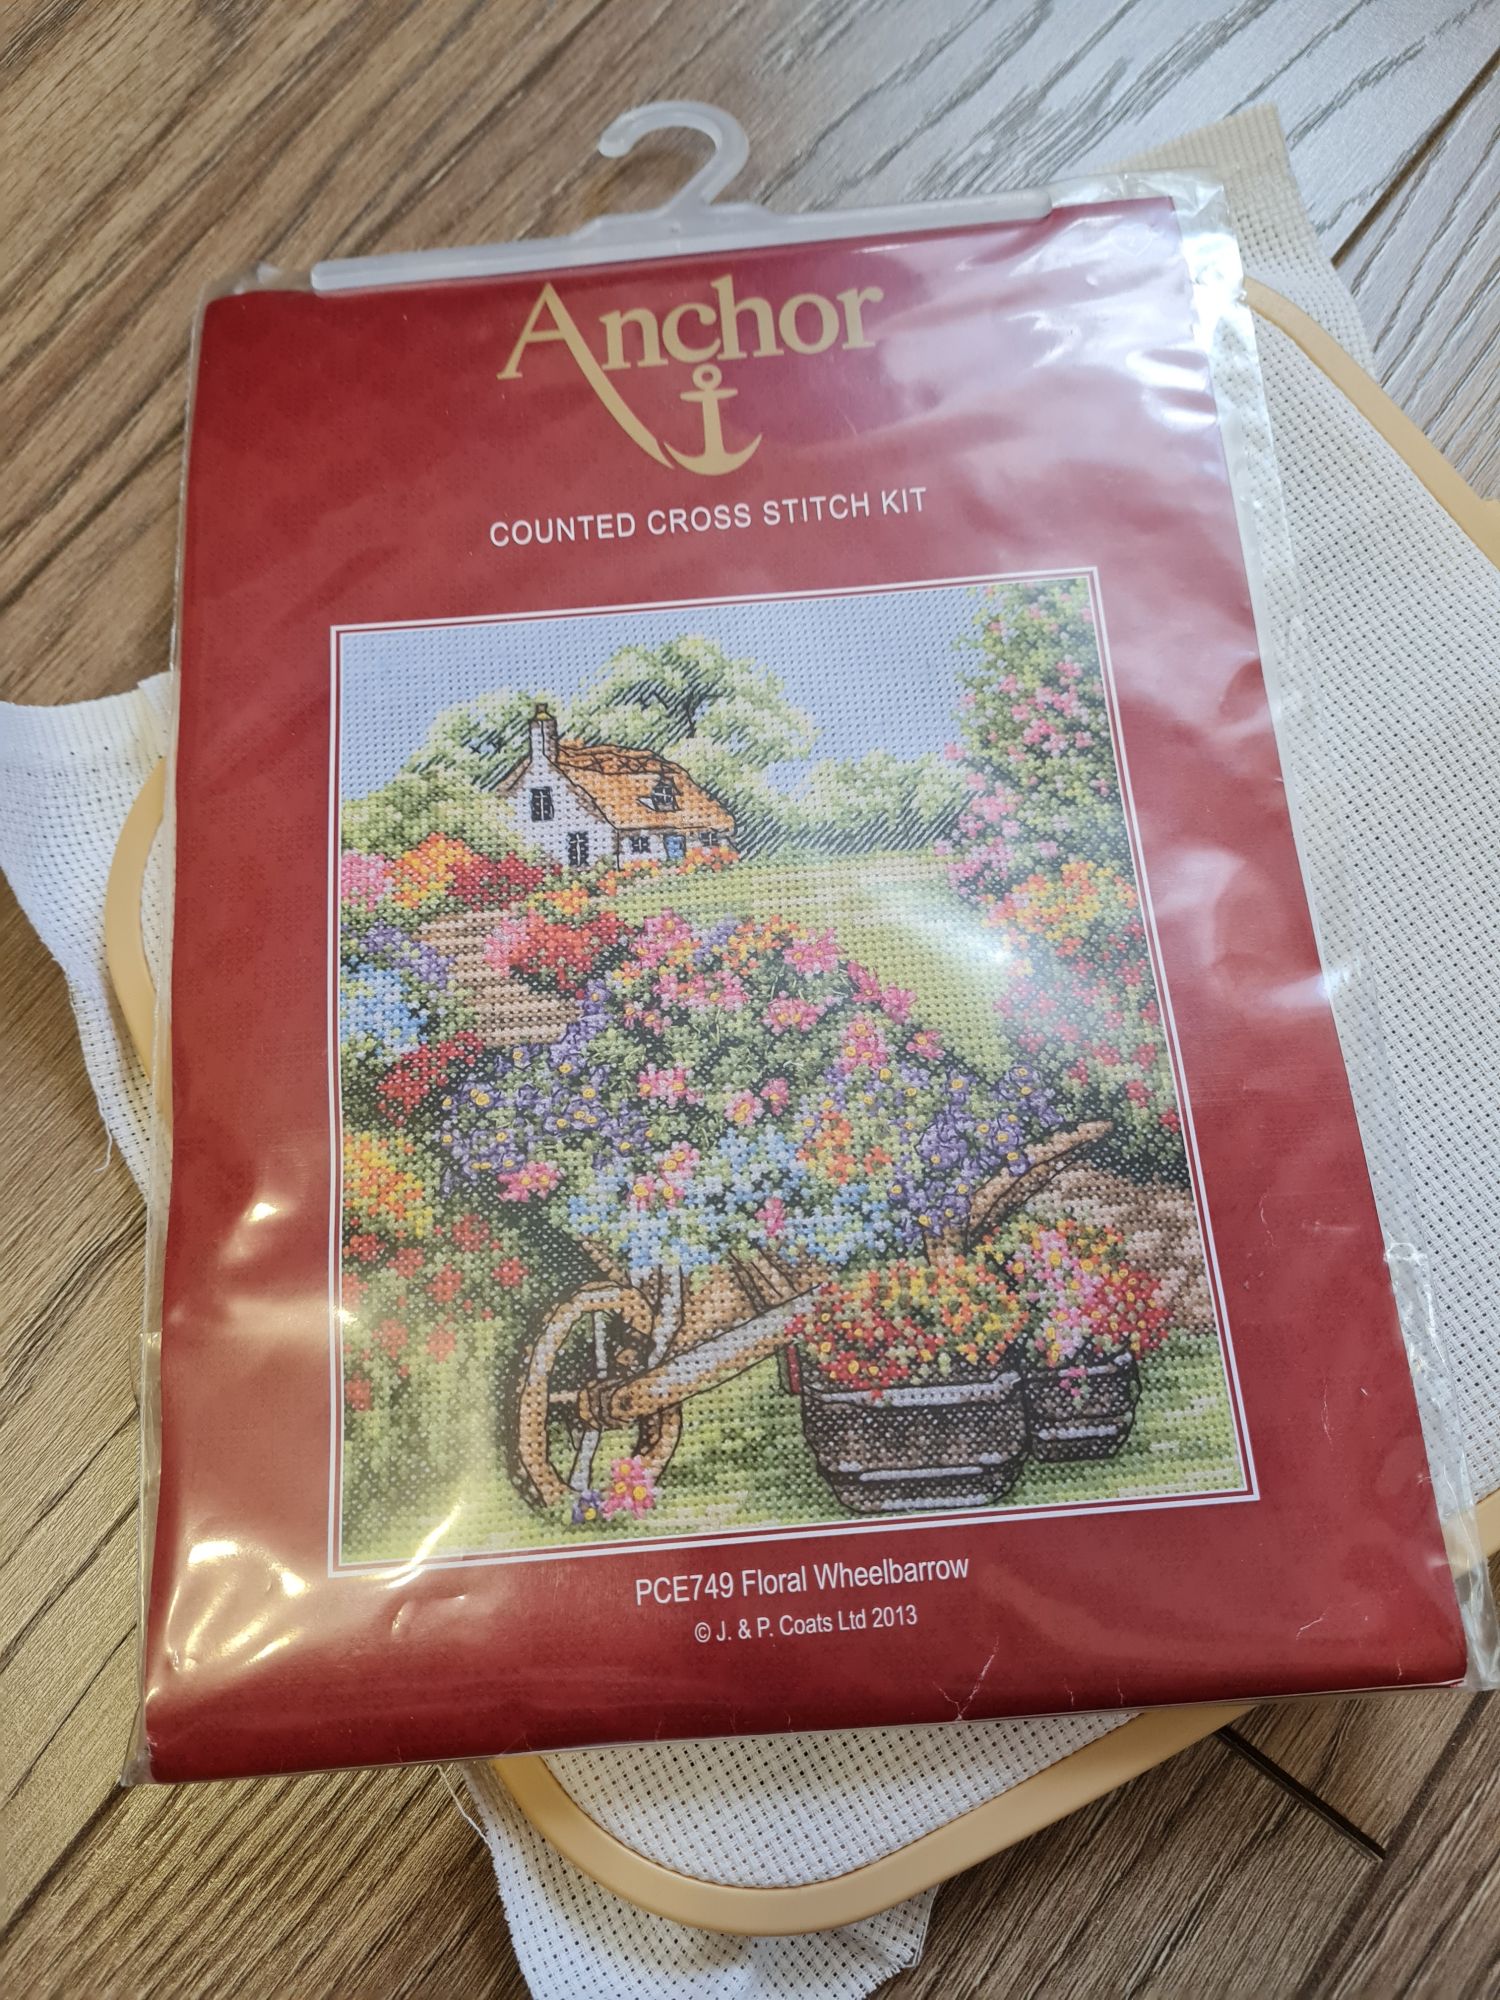 Anchor
COUNTED CROSS STITCH KIT
PCE749 Floral Wheelbarrow
© J. & P. Coats Ltd 2013